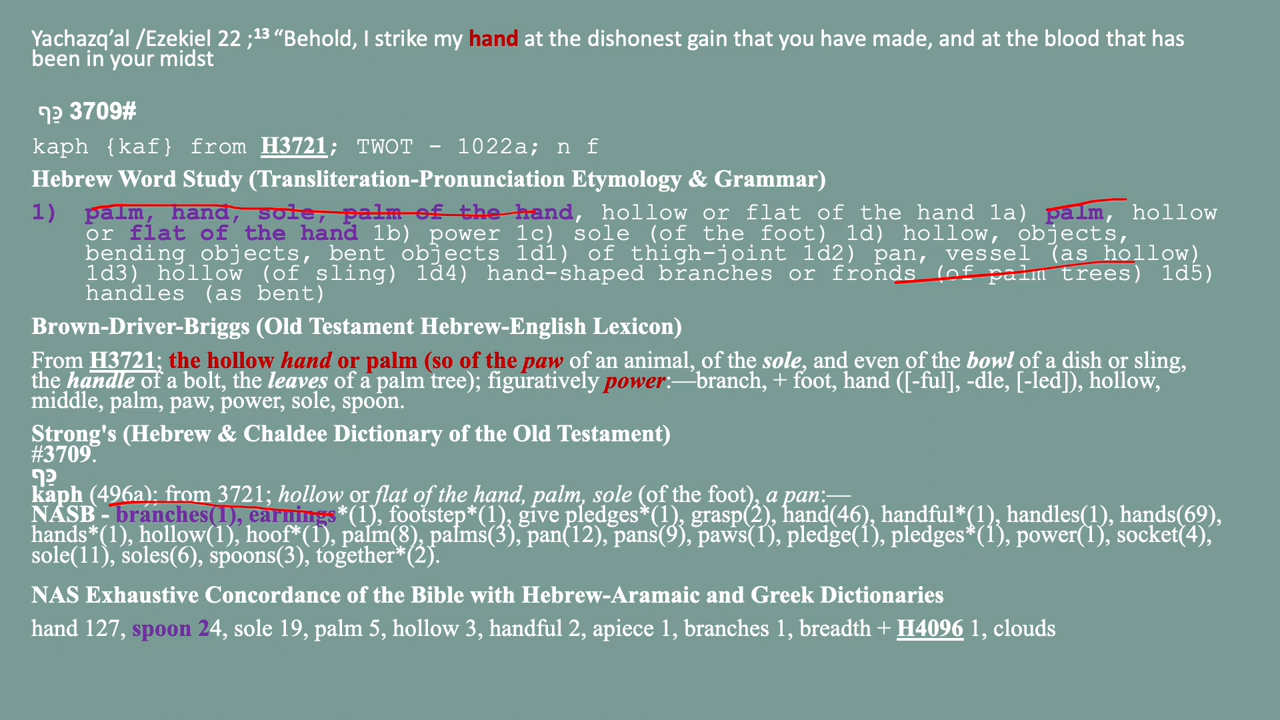 Yachazq’al /Ezekiel 22 ;13 “Behold, I strike my hand at the dishonest gain that you have made, and at the blood that has
been in your midst
כַּף 3709#
kaph {kaf} from H3721; TWOT - 1022a; n f
Hebrew Word Study (Transliteration-Pronunciation Etymology & Grammar)
1) palm, hand, sole, palm of the hand, hollow or flat of the hand 1a) palm, hollow
or flat of the hand 1b) power 1c) sole (of the foot) 1d) hollow, objects,
bending objects, bent objects 1d1) of thigh-joint 1d2) pan, vessel (as hollow)
1d3) hollow (of sling) 1d4) hand-shaped branches or fronds (of palm trees) 1d5)
handles (as bent)
Brown-Driver-Briggs (Old Testament Hebrew-English Lexicon)
From H3721; the hollow hand or palm (so of the paw of an animal, of the sole, and even of the bowl of a dish or sling,
the handle of a bolt, the leaves of a palm tree); figuratively power:—branch, + foot, hand ([-ful], -dle, [-led]), hollow,
middle, palm, paw, power, sole, spoon.
Strong's (Hebrew & Chaldee Dictionary of the Old Testament)
#3709.
כַּף
kaph (496a); from 3721; hollow or flat of the hand, palm, sole (of the foot), a pan:—
NASB - branches(1), earnings*(1), footstep*(1), give pledges*(1), grasp(2), hand(46), handful*(1), handles(1), hands(69),
hands*(1), hollow(1), hoof*(1), palm(8), palms(3), pan(12), pans(9), paws(1), pledge(1), pledges*(1), power(1), socket(4),
sole(11), soles(6), spoons(3), together*(2).
NAS Exhaustive Concordance of the Bible with Hebrew-Aramaic and Greek Dictionaries
hand 127, spoon 24, sole 19, palm 5, hollow 3, handful 2, apiece 1, branches 1, breadth + H4096 1, clouds